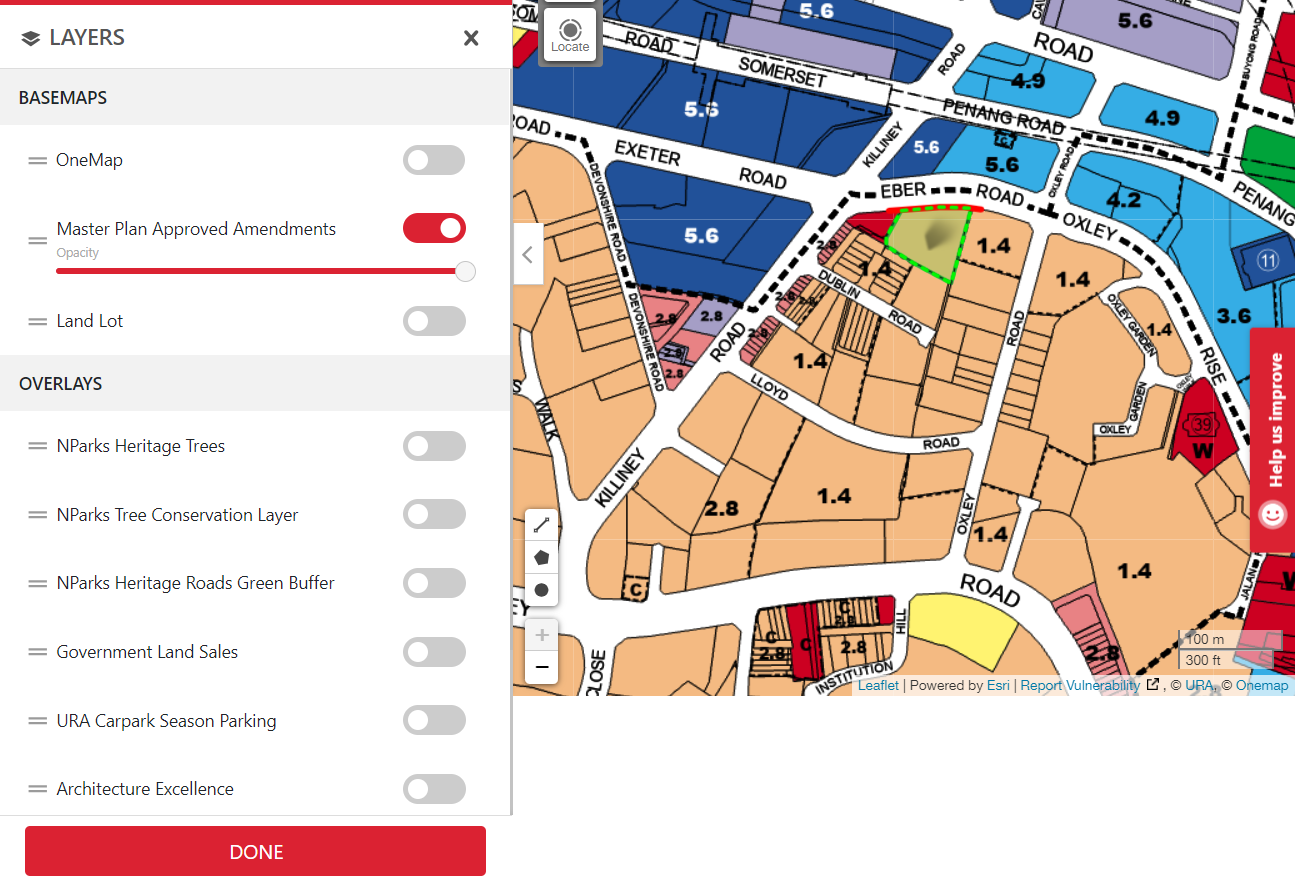 LAYERS
BASEMAPS
OneMap
Master Plan Approved Amendments
Opacity
Land Lot
OVERLAYS
NParks Heritage Trees
NParks Tree Conservation Layer
NParks Heritage Roads Green Buffer
Government Land Sales
URA Carpark Season Parking
Architecture Excellence
DONE
Locate
5.6
5.6
ROAD
ROAD
ROAD
BUYONG ROAD
SOMERSET
4.9
PENANG ROAD
5.6
4.9
ROAD
EXETER
ROAD
KILLINEY
5.6
5.6
OXLEY ROAD
DEVONSHIRE ROAD
EBER
ROAD
4.2
PENANG
OXLEY
5.6
2.8
1.4
1.4
11
1.4
DUBLIN
ROAD
2.8
2.8
DEVONSHIRE ROAD
2.8
2.8
2.8
2.8
2.8
ROAD
ROAD
OXLEY GARDEN
1.4
3.6
RISE
1.4
LLOYD
ROAD
WALK
OXLEY
GARDEN
OXLEY
39
W
KILLINEY
2.8
1.4
OXLEY
1.4
1.4
ROAD
C
JALAN
W
C
2.8
C
C
2.8
2.8
HILL
INSTITUTION
CLOSE
2.8
100 m
300 ft
Help us improve
Leaflet | Powered by Esri | Report Vulnerability , © URA, © Onemap